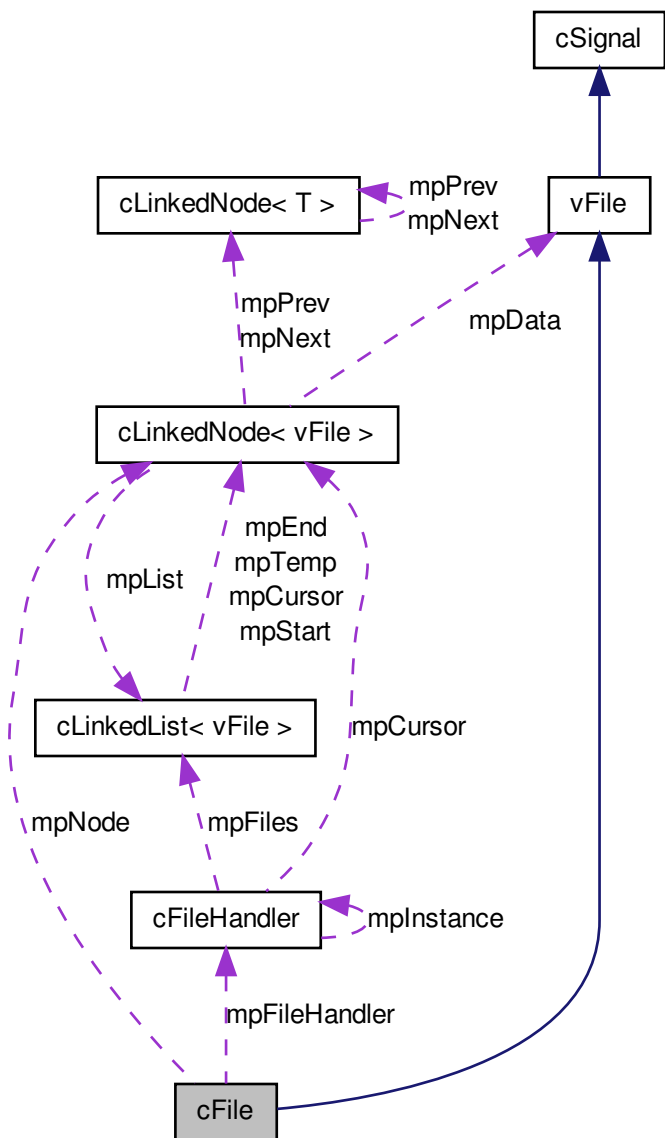 cSignal
cLinkedNode< T >
mpPrev
mpNext
vFile
mpPrev
mpNext
mpData
cLinkedNode< vFile >
mpList
mpEnd
mpTemp
mpCursor
mpStart
cLinkedList< vFile >
mpCursor
mpNode
mpFiles
cFileHandler
mpInstance
mpFileHandler
cFile